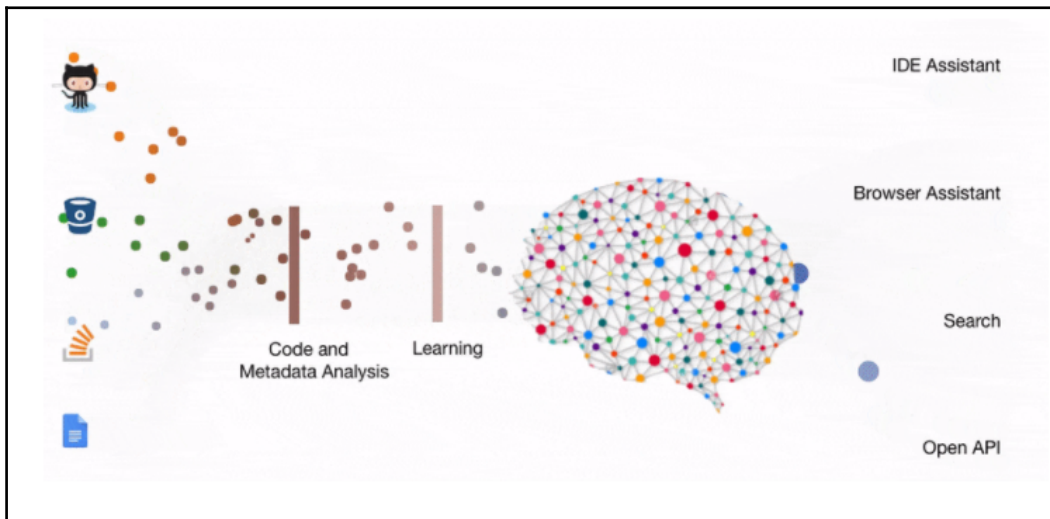 IDE Assistant
Browser Assistant
Search
Code and
Metadata Analysis
Learning
Open API